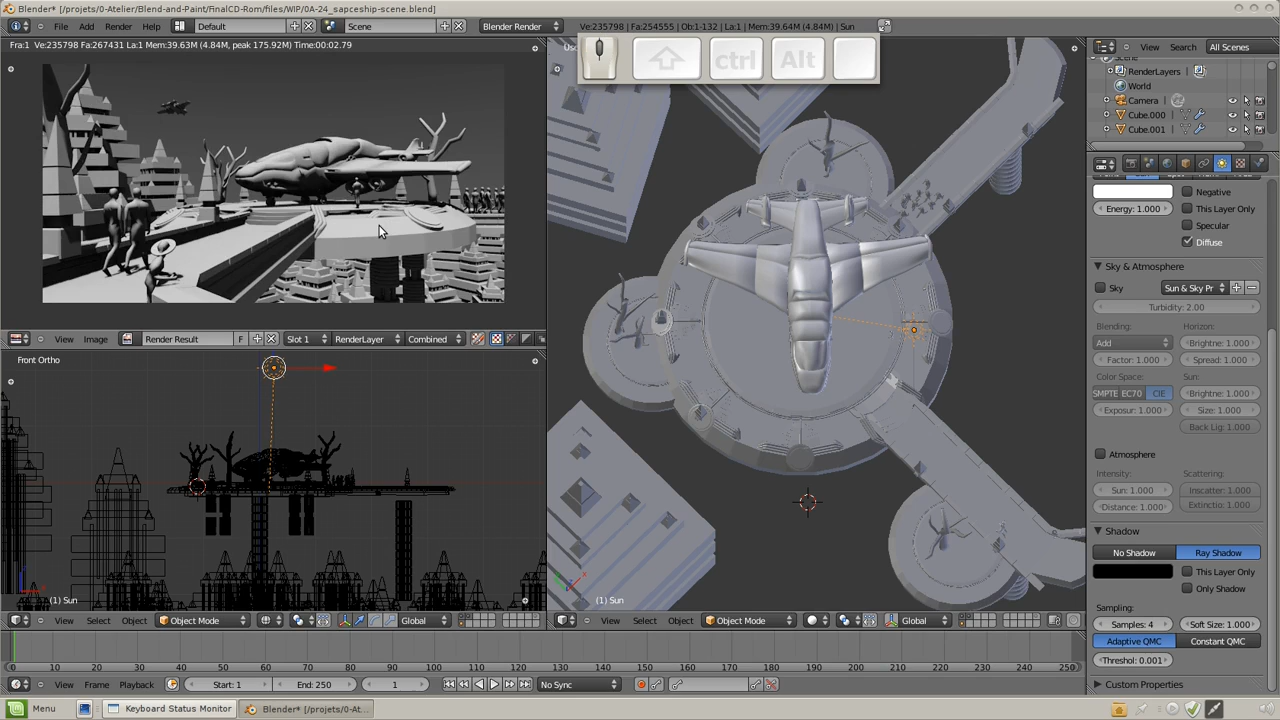 Blender* [/projets/0-Atelier/Blend-and-Paint/FinalCD-Rom/files/WIP/0A-24_sapceship-scene.blend]
File Add Render Help Default Scene Blender Render Ve:235798 | Fa:254555 | Ob:1-132 | La:1 | Mem:39.64M (4.84M) | Sun
Fra:1 Ve:235798 Fa:267431 La:1 Mem:39.63M (4.84M, peak 175.92M) Time:00:02.79
ctrl Alt
View Search All Scenes
RenderLayers
World
Camera
Cube.000
Cube.001
Negative
Energy: 1.000 This Layer Only
Specular
Diffuse
Sky & Atmosphere
Sky Sun & Sky Pr
Turbidity: 2.00
Blending: Horizon:
Add Brightne: 1.000
Factor: 1.000 Spread: 1.000
Color Space: Sun:
SMPTE EC70 CIE Brightne: 1.000
Exposur: 1.000 Size: 1.000
Back Lig: 1.000
Atmosphere
Intensity: Scattering:
Sun: 1.000 Inscatter: 1.000
Distance: 1.000 Extinctio: 1.000
Shadow
No Shadow Ray Shadow
This Layer Only
Only Shadow
Sampling:
Samples: 4 Soft Size: 1.000
Adaptive QMC Constant QMC
Threshol: 0.001
Custom Properties
View Image Render Result F Slot 1 RenderLayer Combined
Front Ortho
(1) Sun
(1) Sun
View Select Object Object Mode Global
View Select Object Object Mode Global
0 10 20 30 40 50 60 70 80 90 100 110 120 130 140 150 160 170 180 190 200 210 220 230 240 250
View Frame Playback Start: 1 End: 250 1 No Sync
Menu Keyboard Status Monitor Blender* [/projets/0-At...